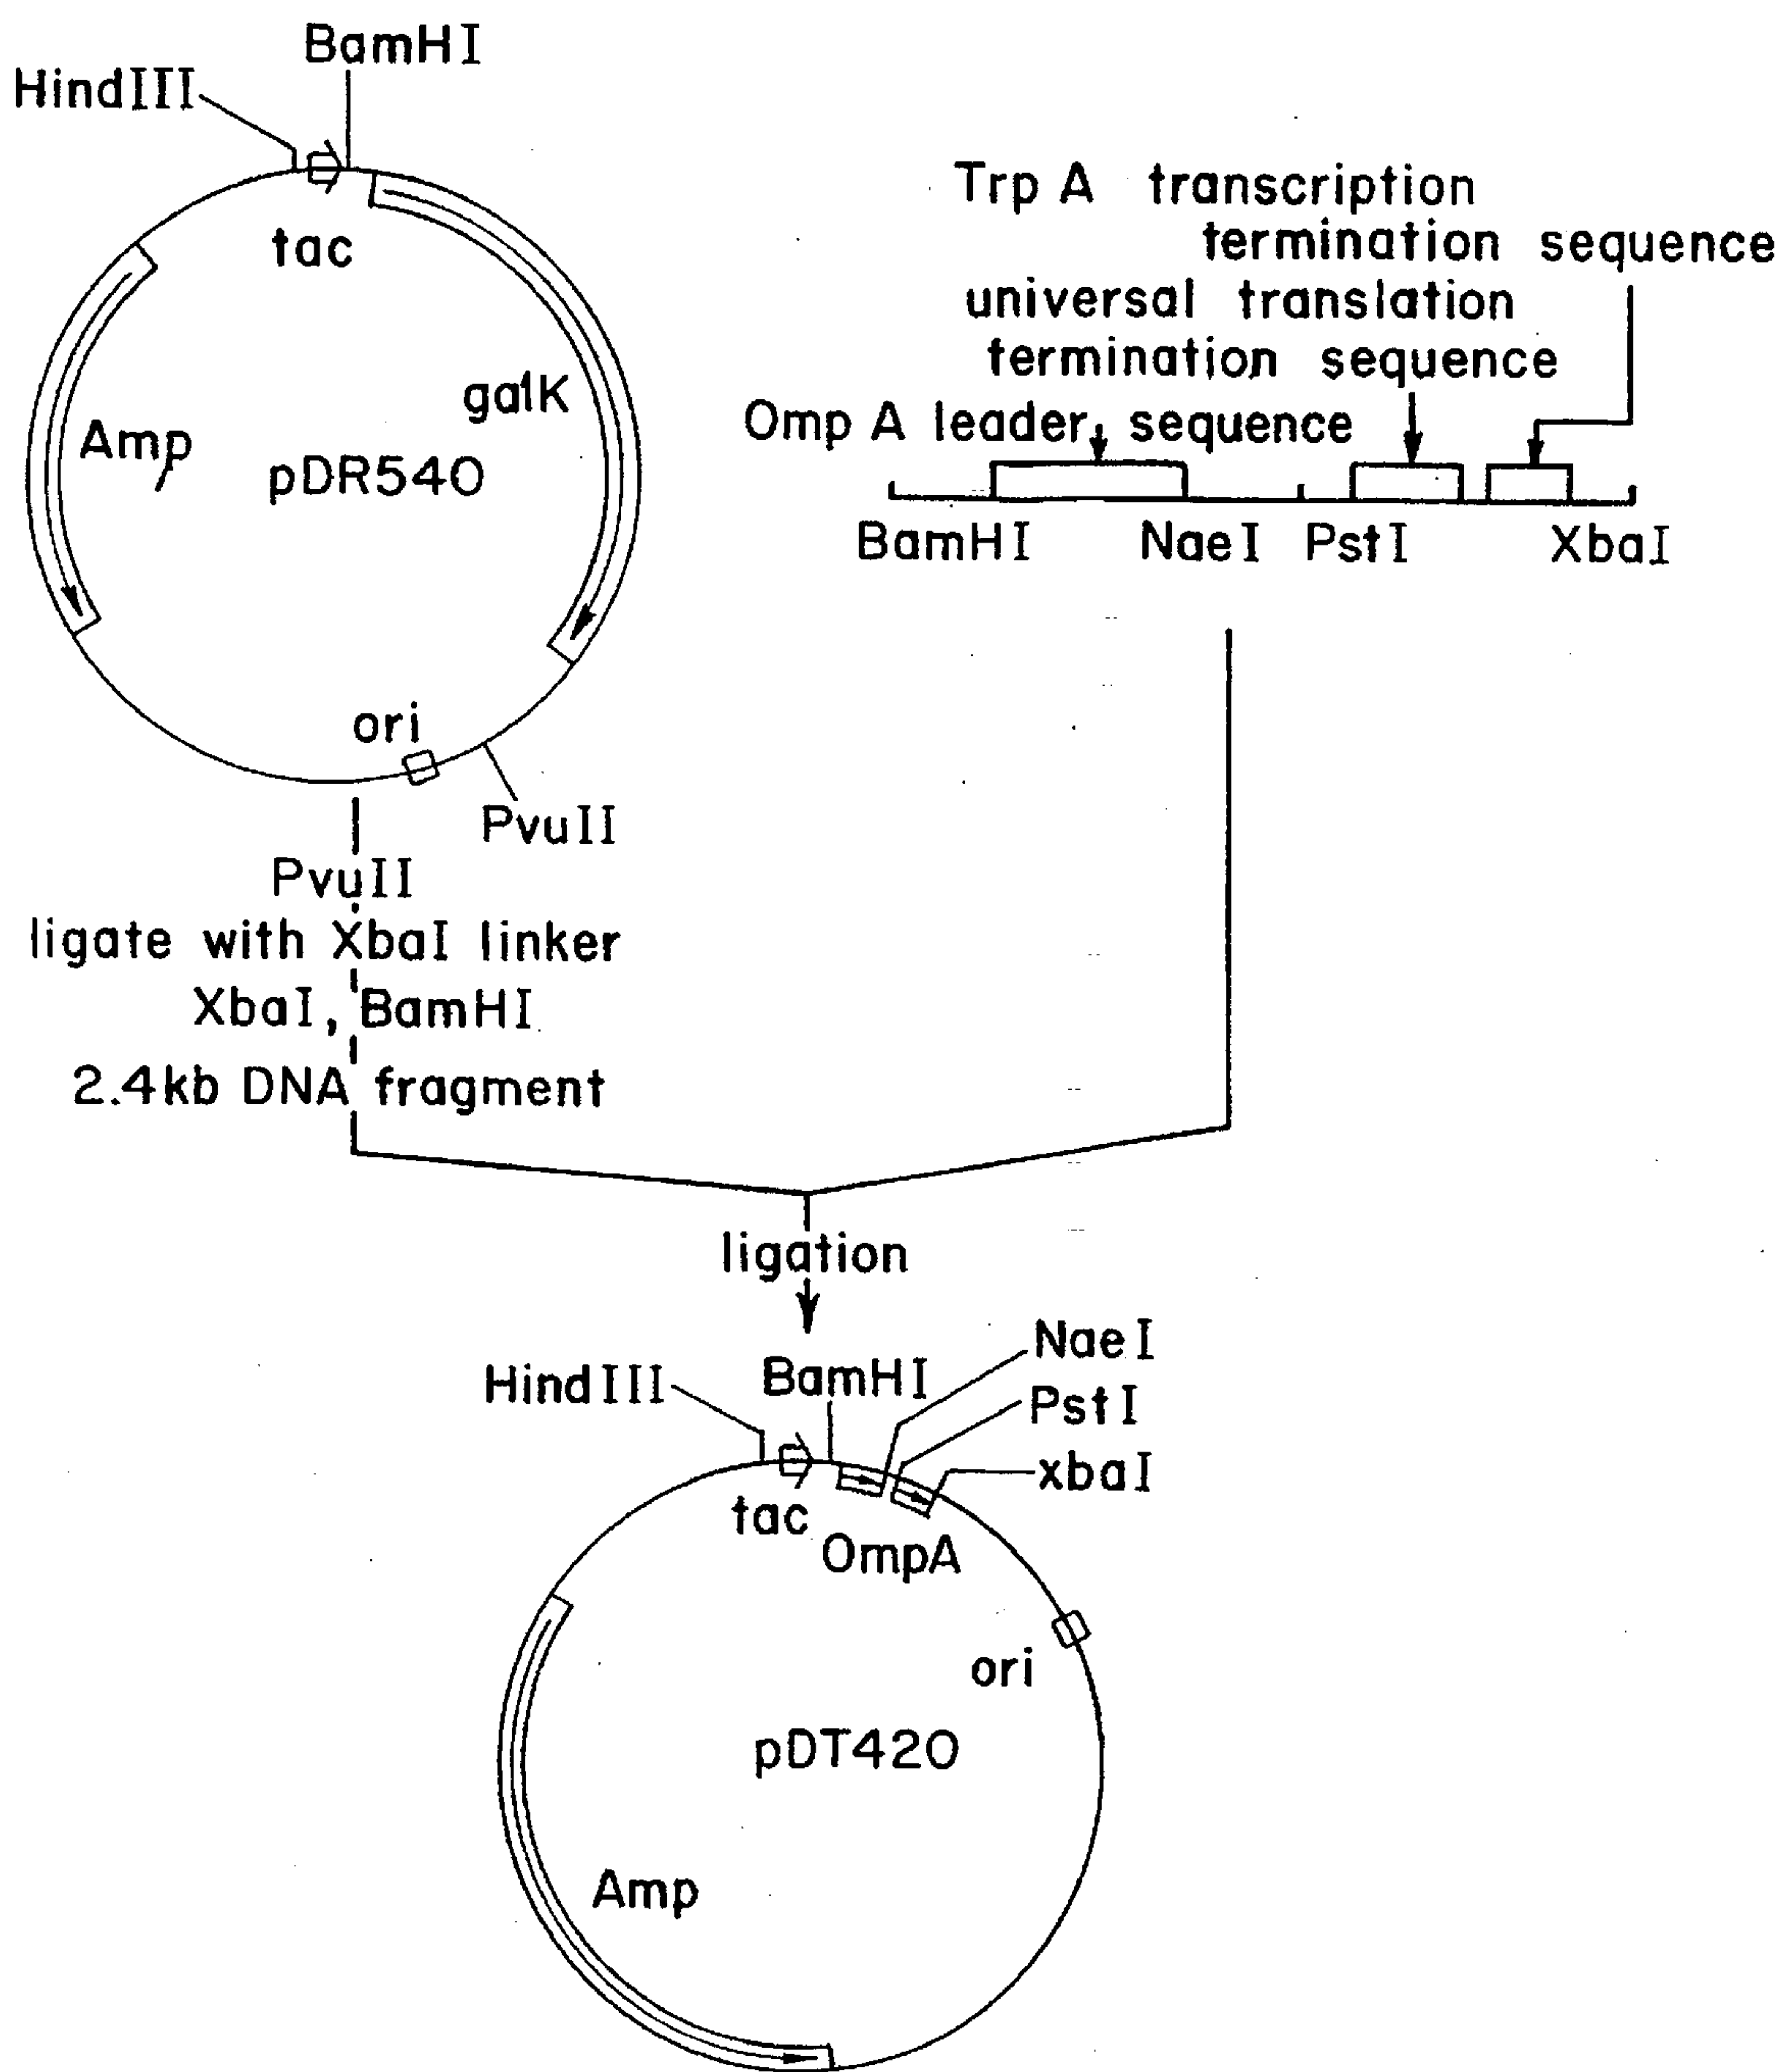 BamHI
HindIII
tac
galK
Amp
pDR540
ori
PvuII
Trp A transcription
termination sequence
universal translation
termination sequence
Omp A leader sequence
BamHI NaeI PstI XbaI
PvuII
ligate with XbaI linker
XbaI, BamHI
2.4kb DNA fragment
ligation
HindIII
BamHI
NaeI
PstI
xbaI
tac
OmpA
ori
pDT420
Amp